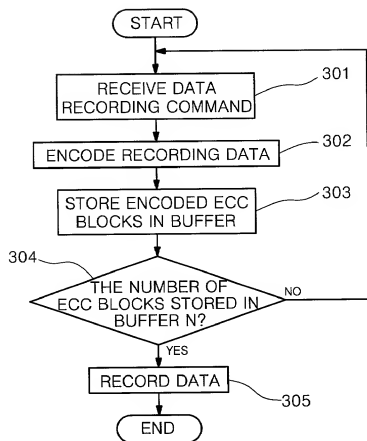 START
RECEIVE DATA
RECORDING COMMAND
301
ENCODE RECORDING DATA
302
STORE ENCODED ECC
BLOCKS IN BUFFER
303
304
THE NUMBER OF
ECC BLOCKS STORED IN
BUFFER N?
NO
YES
RECORD DATA
305
END